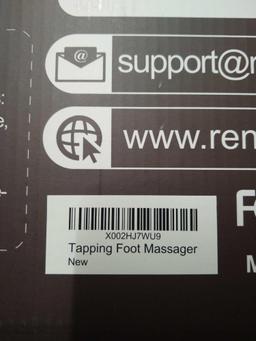 @
support@r
www.ren
X002HJ7WU9
Tapping Foot Massager
New